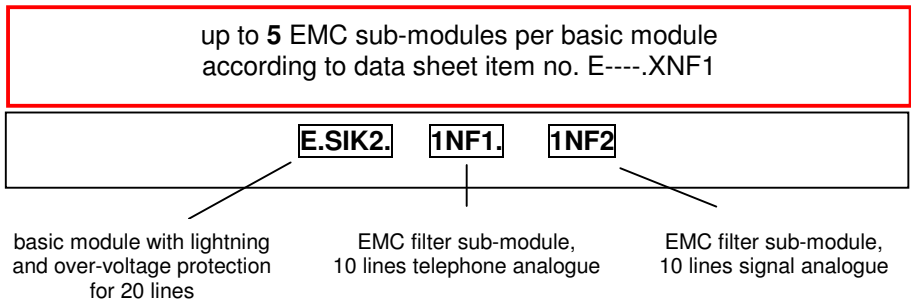 up to 5 EMC sub-modules per basic module
according to data sheet item no. E----.XNF1
E.SIK2. 1NF1. 1NF2
basic module with lightning
and over-voltage protection
for 20 lines
EMC filter sub-module,
10 lines telephone analogue
EMC filter sub-module,
10 lines signal analogue